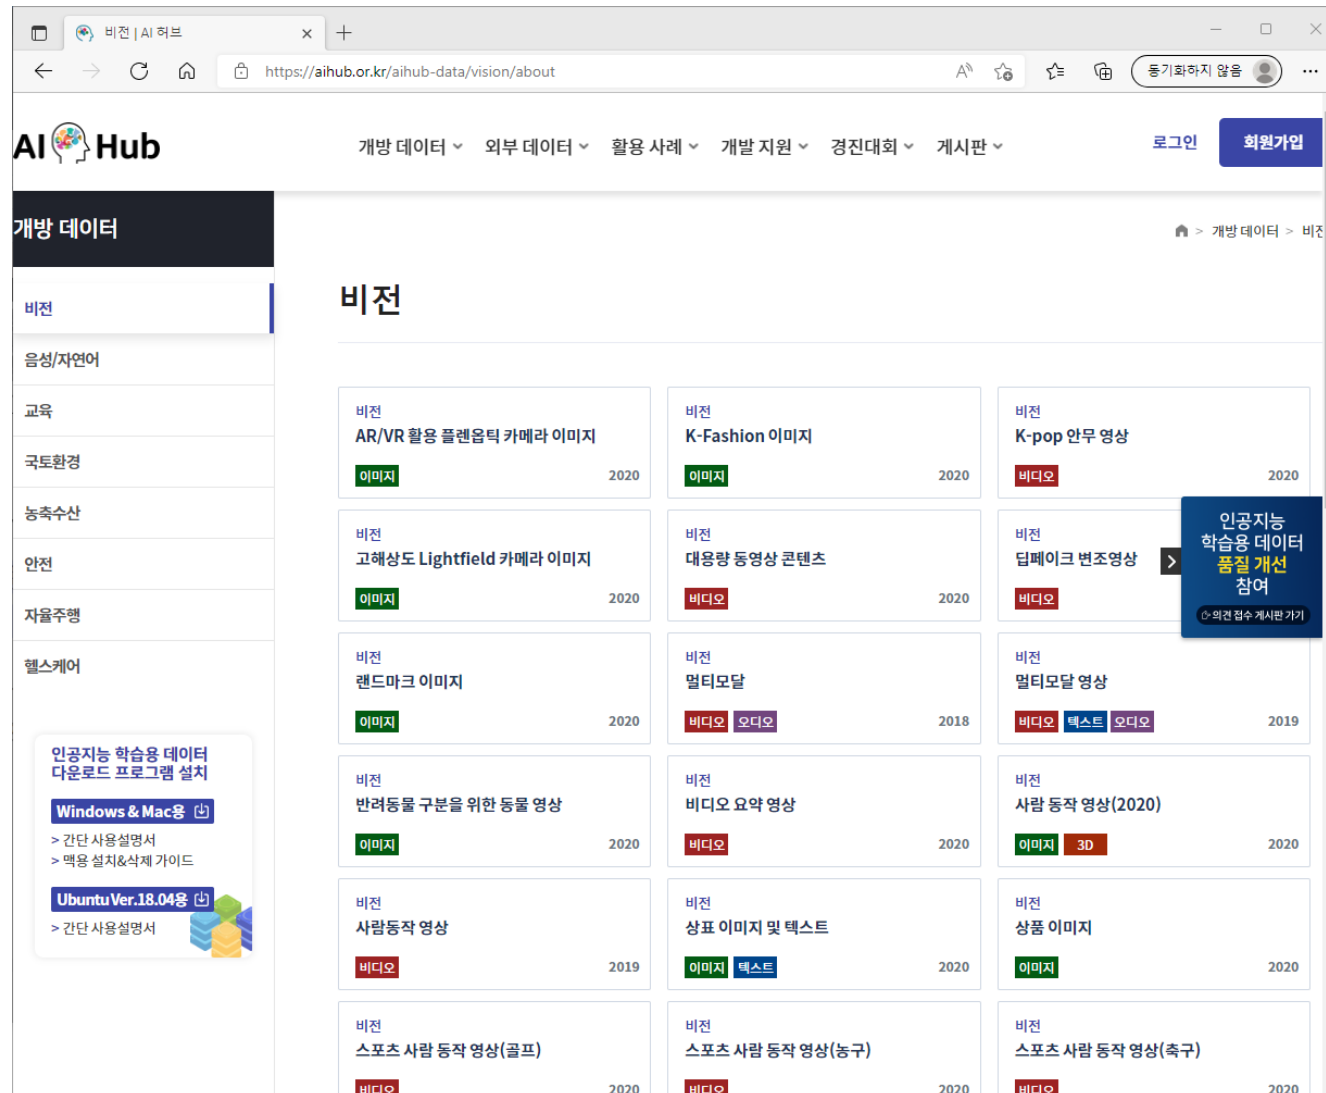 비전 | AI 허브
https://aihub.or.kr/aihub-data/vision/about
동기화하지 않음
AI Hub
개방 데이터
외부 데이터
활용 사례
개발 지원
경진대회
게시판
로그인
회원가입
개방 데이터
> 개방 데이터 > 비전
비전
음성/자연어
교육
국토환경
농축수산
안전
자율주행
헬스케어
인공지능 학습용 데이터
다운로드 프로그램 설치
Windows & Mac용
> 간단 사용설명서
> 맥용 설치&삭제 가이드
Ubuntu Ver.18.04용
> 간단 사용설명서
비전
비전
AR/VR 활용 플렌옵틱 카메라 이미지
이미지 2020
비전
K-Fashion 이미지
이미지 2020
비전
K-pop 안무 영상
비디오 2020
비전
고해상도 Lightfield 카메라 이미지
이미지 2020
비전
대용량 동영상 콘텐츠
비디오 2020
비전
딥페이크 변조영상
비디오
인공지능
학습용 데이터
품질 개선
참여
의견 접수 게시판 가기
비전
랜드마크 이미지
이미지 2020
비전
멀티모달
비디오 오디오 2018
비전
멀티모달 영상
비디오 텍스트 오디오 2019
비전
반려동물 구분을 위한 동물 영상
이미지 2020
비전
비디오 요약 영상
비디오 2020
비전
사람 동작 영상(2020)
이미지 3D 2020
비전
사람동작 영상
비디오 2019
비전
상표 이미지 및 텍스트
이미지 텍스트 2020
비전
상품 이미지
이미지 2020
비전
스포츠 사람 동작 영상(골프)
비디오 2020
비전
스포츠 사람 동작 영상(농구)
비디오 2020
비전
스포츠 사람 동작 영상(축구)
비디오 2020